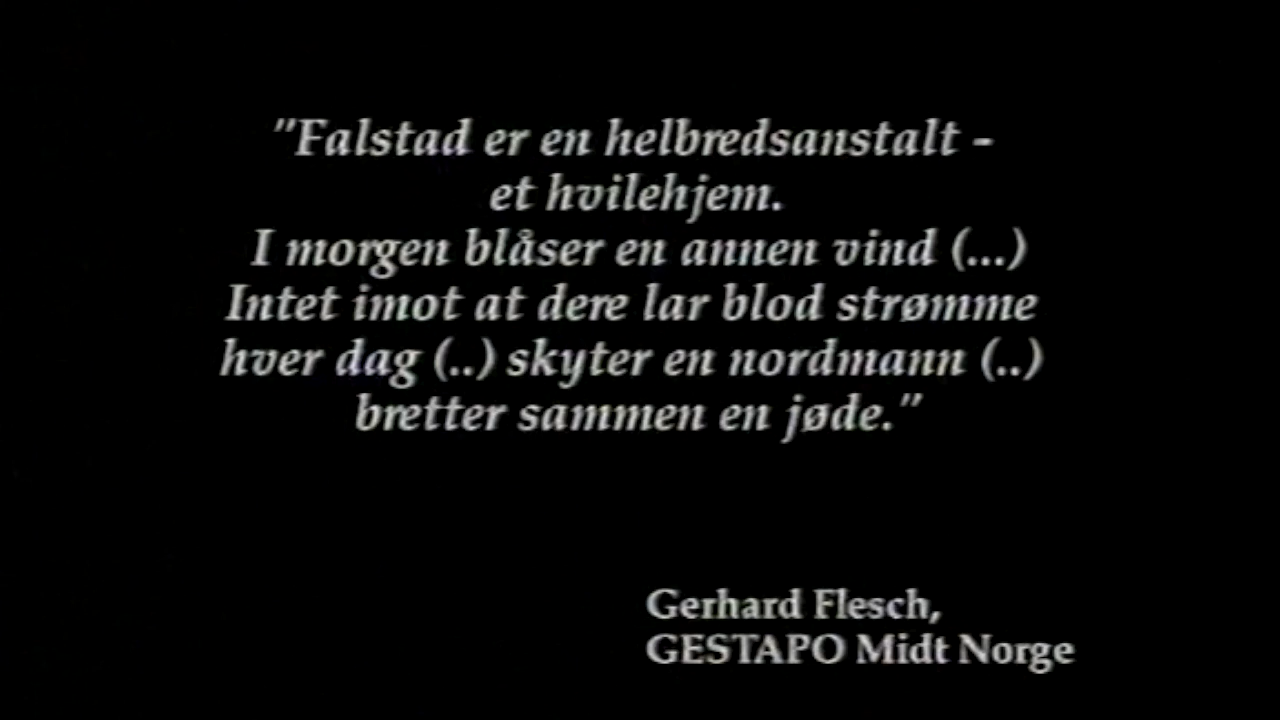 "Falstad er en helbredsanstalt -
et hvilehjem.
I morgen blåser en annen vind (...)
Intet imot at dere lar blod strømme
hver dag (..) skyter en nordmann (..)
bretter sammen en jøde."
Gerhard Flesch,
GESTAPO Midt Norge